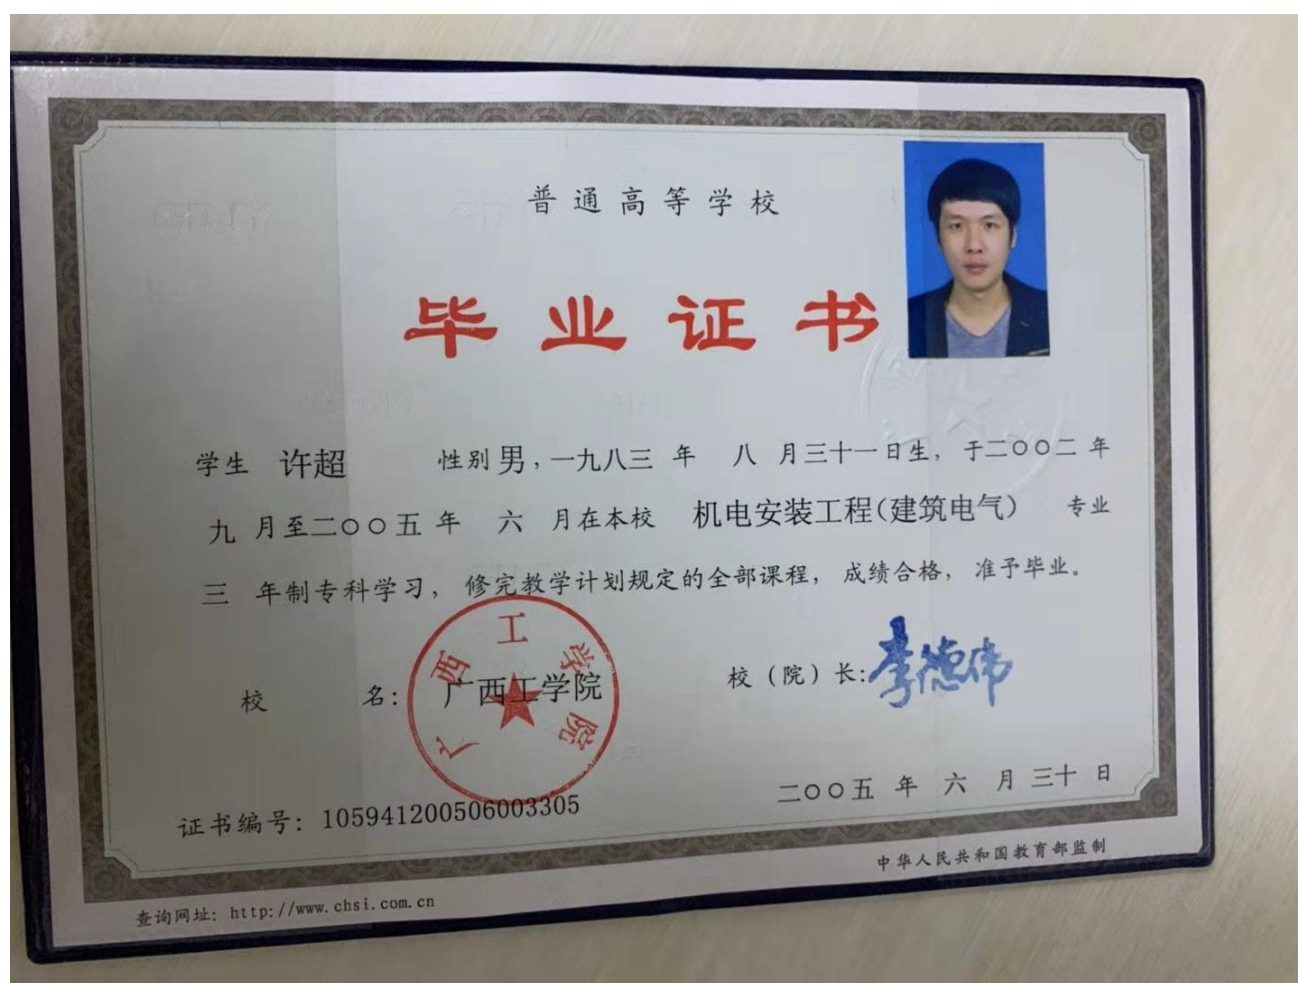 普通高等学校
毕业证书
学生 许超 性别 男，一九八三 年 八 月三十一日生，于二〇〇二 年
九 月至二〇〇五 年 六 月在本校 机电安装工程(建筑电气) 专业
三 年制专科学习，修完教学计划规定的全部课程，成绩合格，准予毕业。
校 名：广西工学院
广西工学院
校（院）长：李德伟
二〇〇五 年 六 月 三十 日
证书编号：105941200506003305
中华人民共和国教育部监制
查询网址：http://www.chsi.com.cn